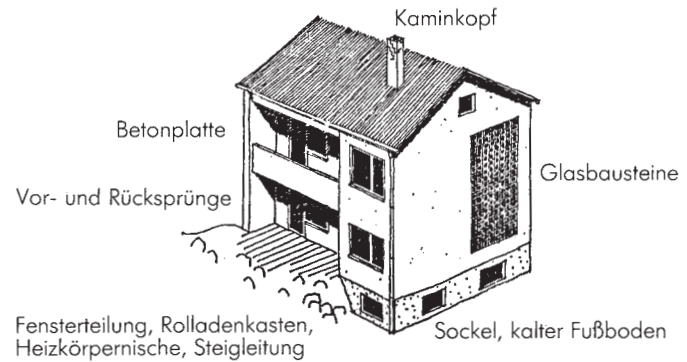 Kaminkopf
Betonplatte
Glasbausteine
Vor- und Rücksprünge
Fensterteilung, Rolladenkasten,
Heizkörpernische, Steigleitung
Sockel, kalter Fußboden